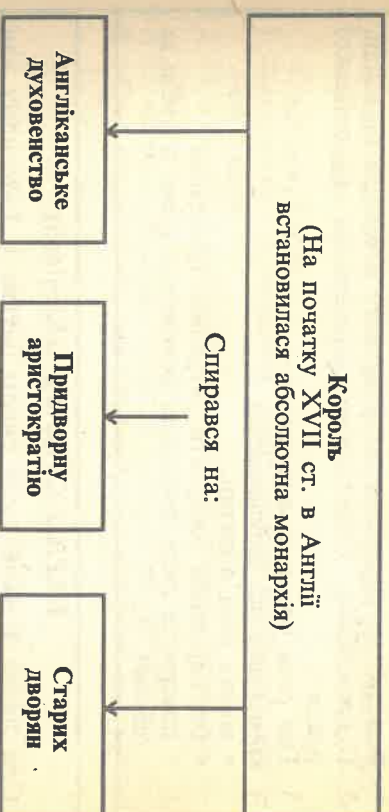 Король
(На початку XVII ст. в Англії
встановилася абсолютна монархія)
Спирався на:
Англіканське
духовенство
Придворну
аристократію
Старих
дворян